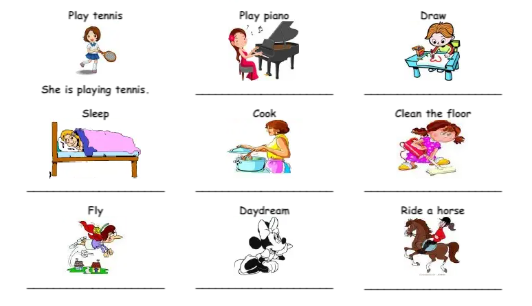 Play tennis
Play piano
Draw
She is playing tennis.
Sleep
Cook
Clean the floor
Fly
Daydream
Ride a horse